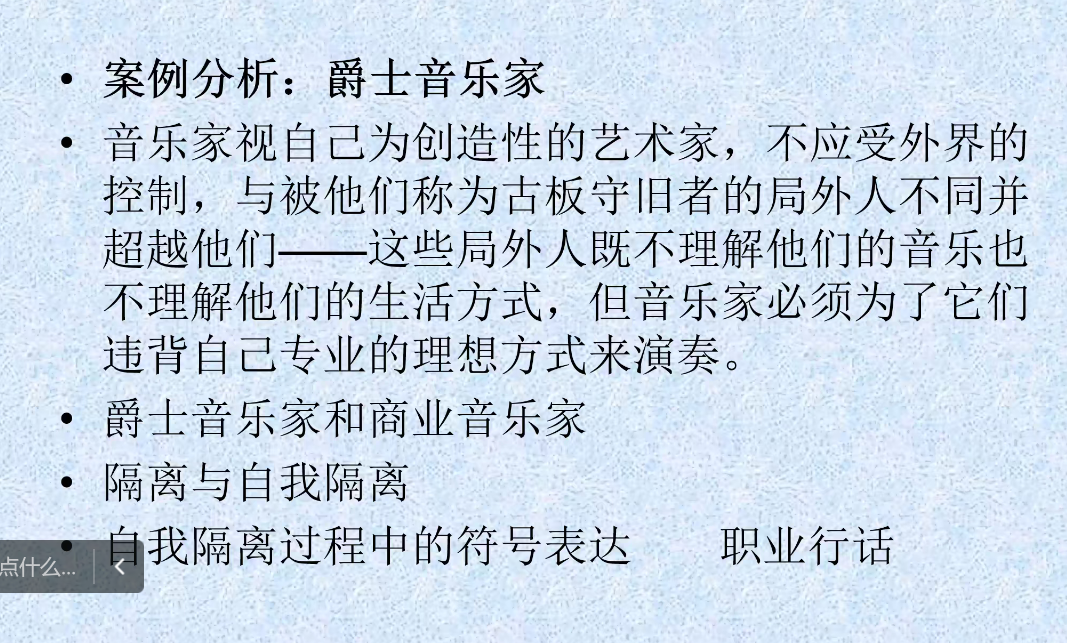 • 案例分析：爵士音乐家
• 音乐家视自己为创造性的艺术家，不应受外界的
控制，与被他们称为古板守旧者的局外人不同并
超越他们——这些局外人既不理解他们的音乐也
不理解他们的生活方式，但音乐家必须为了它们
违背自己专业的理想方式来演奏。
• 爵士音乐家和商业音乐家
• 隔离与自我隔离
• 自我隔离过程中的符号表达 职业行话
点什么...